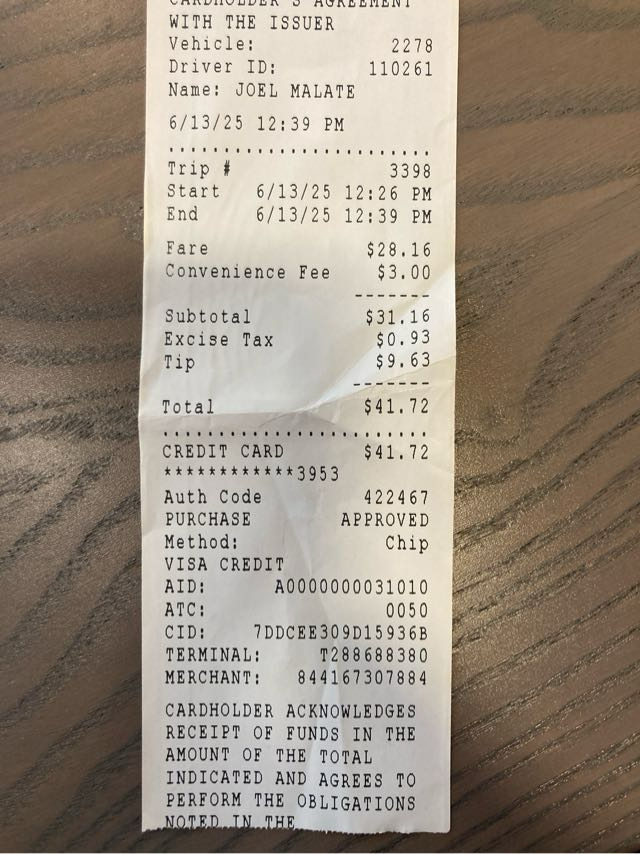 CARDHOLDER'S AGREEMENT
WITH THE ISSUER
Vehicle: 2278
Driver ID: 110261
Name: JOEL MALATE
6/13/25 12:39 PM
........................
Trip # 3398
Start 6/13/25 12:26 PM
End 6/13/25 12:39 PM
Fare $28.16
Convenience Fee $3.00
-------
Subtotal $31.16
Excise Tax $0.93
Tip $9.63
-------
Total $41.72
........................
CREDIT CARD $41.72
************3953
Auth Code 422467
PURCHASE APPROVED
Method: Chip
VISA CREDIT
AID: A0000000031010
ATC: 0050
CID: 7DDCEE309D15936B
TERMINAL: T288688380
MERCHANT: 844167307884
CARDHOLDER ACKNOWLEDGES
RECEIPT OF FUNDS IN THE
AMOUNT OF THE TOTAL
INDICATED AND AGREES TO
PERFORM THE OBLIGATIONS
NOTED IN THE